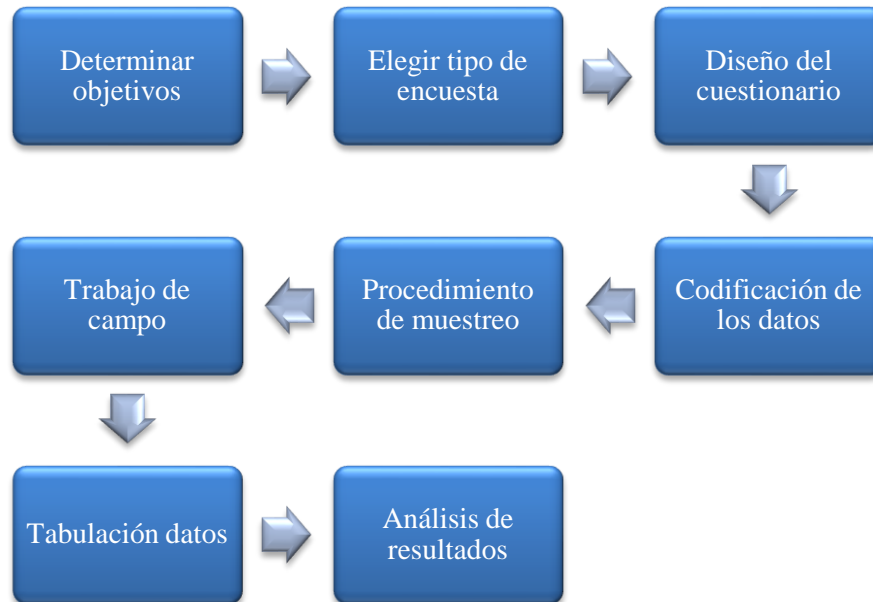 Determinar
objetivos
Elegir tipo de
encuesta
Diseño del
cuestionario
Codificación de
los datos
Procedimiento
de muestreo
Trabajo de
campo
Tabulación datos
Análisis de
resultados